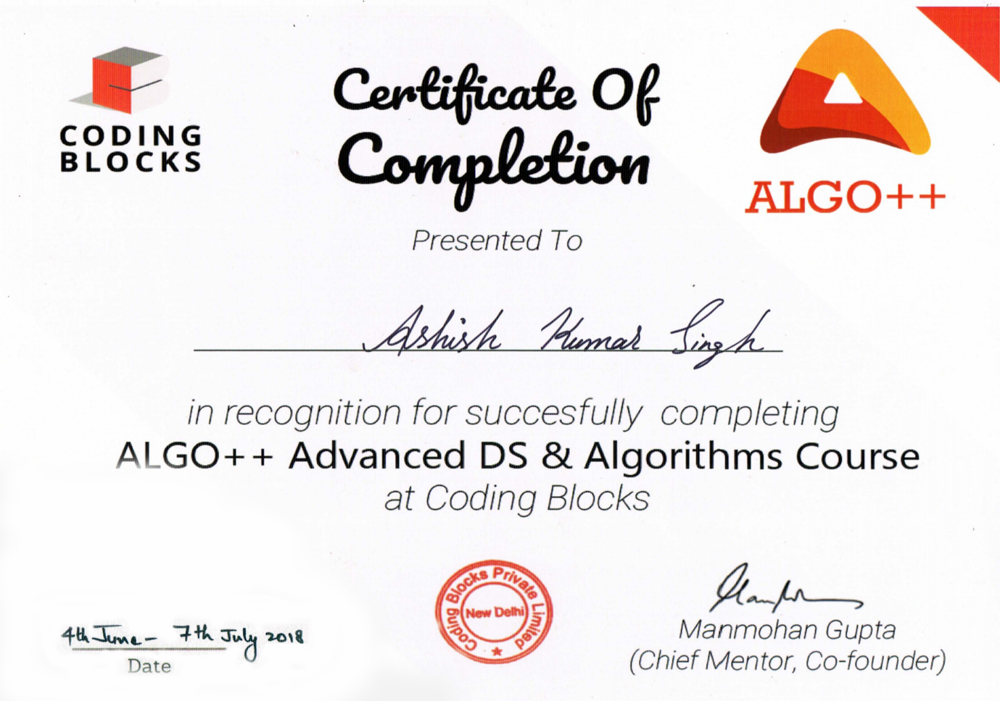 CODING
BLOCKS
Certificate Of
Completion
ALGO++
Presented To
Ashish Kumar Singh
in recognition for succesfully completing
ALGO++ Advanced DS & Algorithms Course
at Coding Blocks
4th June - 7th July 2018
Date
Coding Blocks Private Limited
New Delhi
Manmohan Gupta
(Chief Mentor, Co-founder)